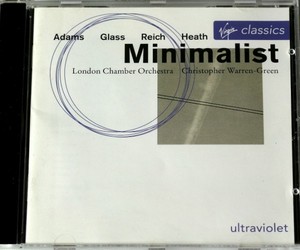 Adams Glass Reich Heath
Virgin classics
Minimalist
London Chamber Orchestra Christopher Warren-Green
ultraviolet